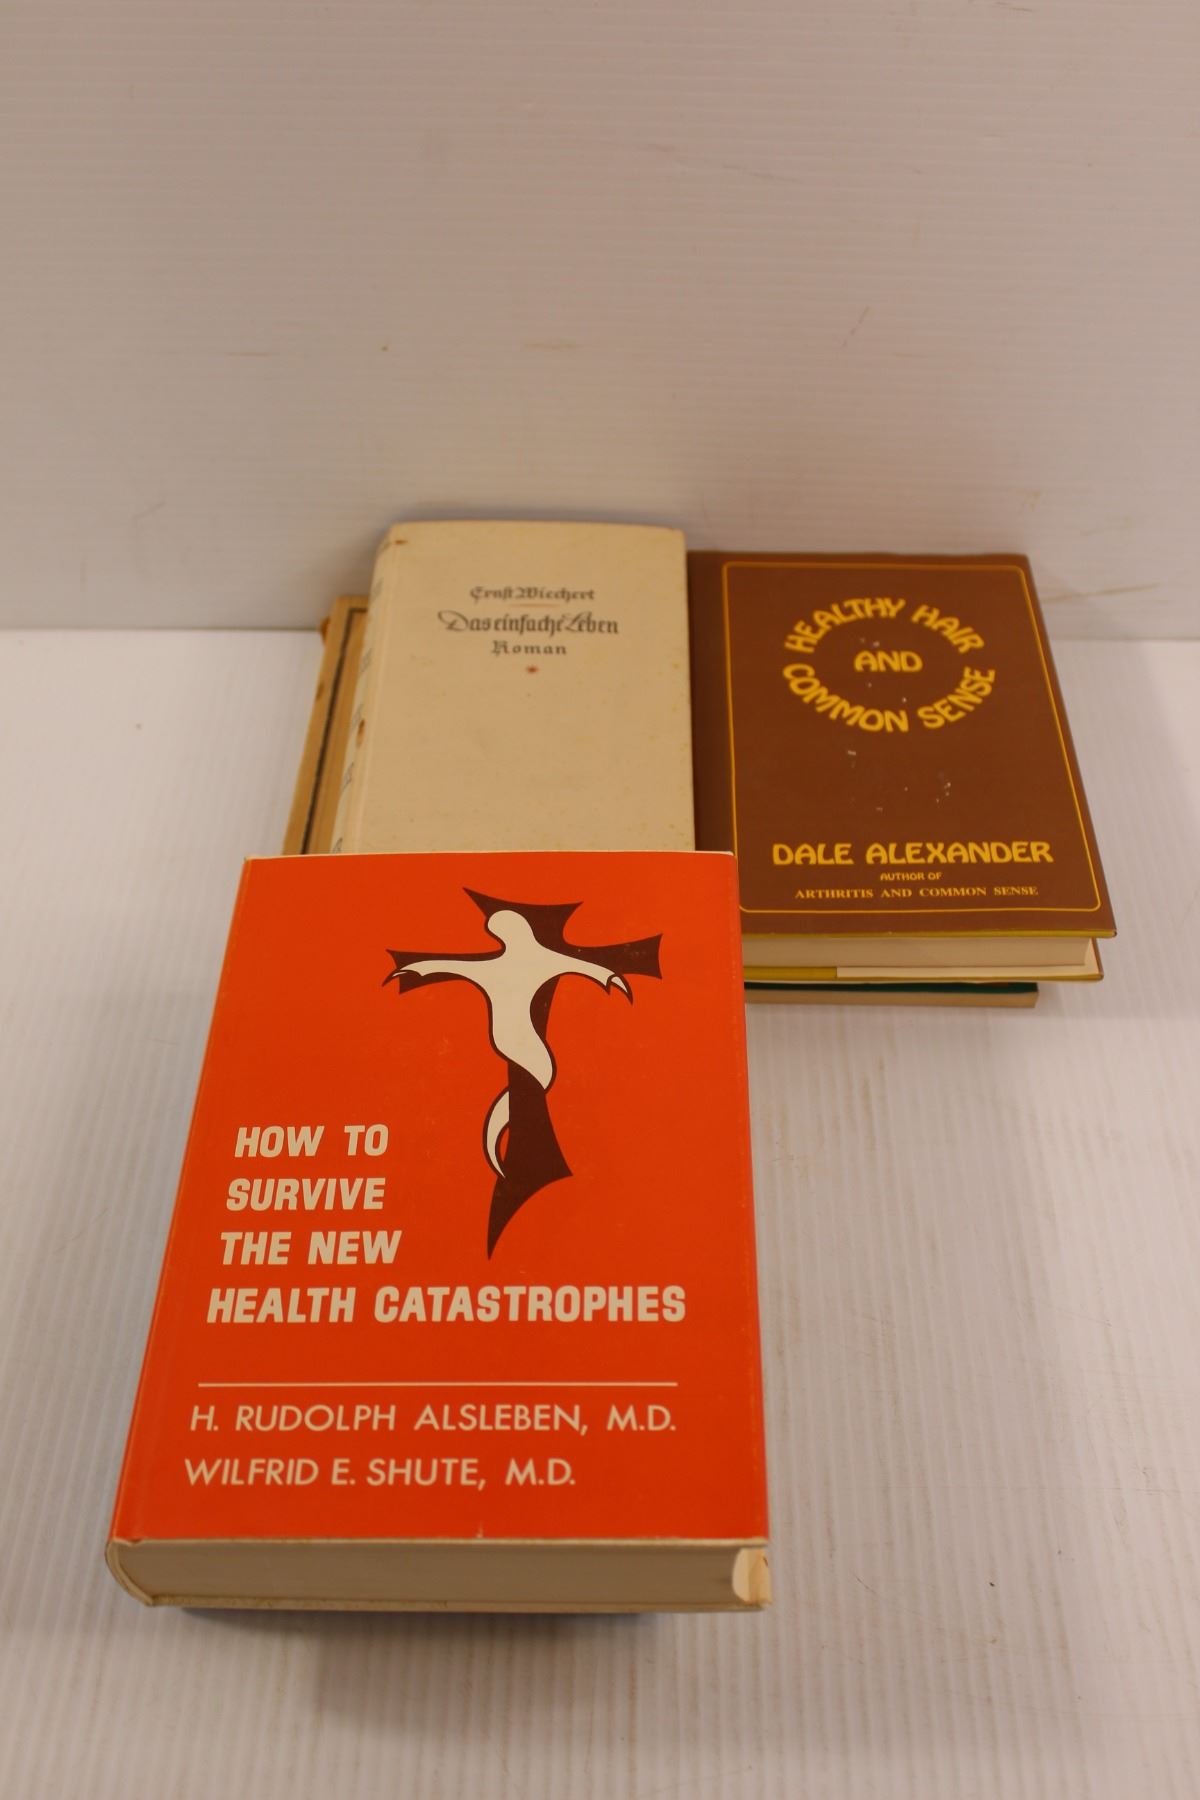 Ernst Wiechert
Das einfache Leben
Roman
HEALTHY HAIR
AND
COMMON SENSE
DALE ALEXANDER
AUTHOR OF
ARTHRITIS AND COMMON SENSE
HOW TO
SURVIVE
THE NEW
HEALTH CATASTROPHES
H. RUDOLPH ALSLEBEN, M.D.
WILFRID E. SHUTE, M.D.